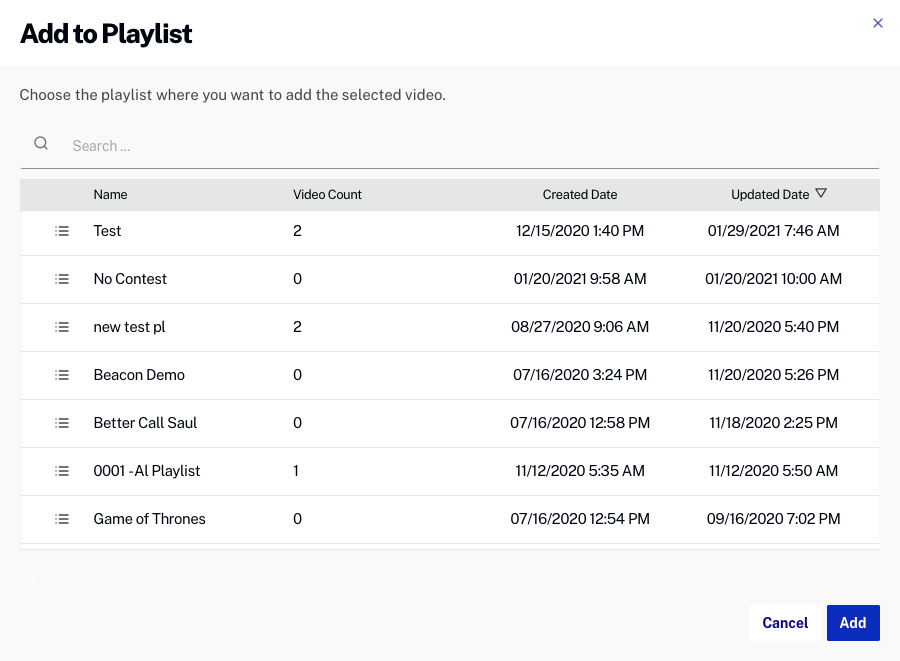 Add to Playlist
Choose the playlist where you want to add the selected video.
Search ...
Name Video Count Created Date Updated Date
Test 2 12/15/2020 1:40 PM 01/29/2021 7:46 AM
No Contest 0 01/20/2021 9:58 AM 01/20/2021 10:00 AM
new test pl 2 08/27/2020 9:06 AM 11/20/2020 5:40 PM
Beacon Demo 0 07/16/2020 3:24 PM 11/20/2020 5:26 PM
Better Call Saul 0 07/16/2020 12:58 PM 11/18/2020 2:25 PM
0001 - Al Playlist 1 11/12/2020 5:35 AM 11/12/2020 5:50 AM
Game of Thrones 0 07/16/2020 12:54 PM 09/16/2020 7:02 PM
Cancel Add